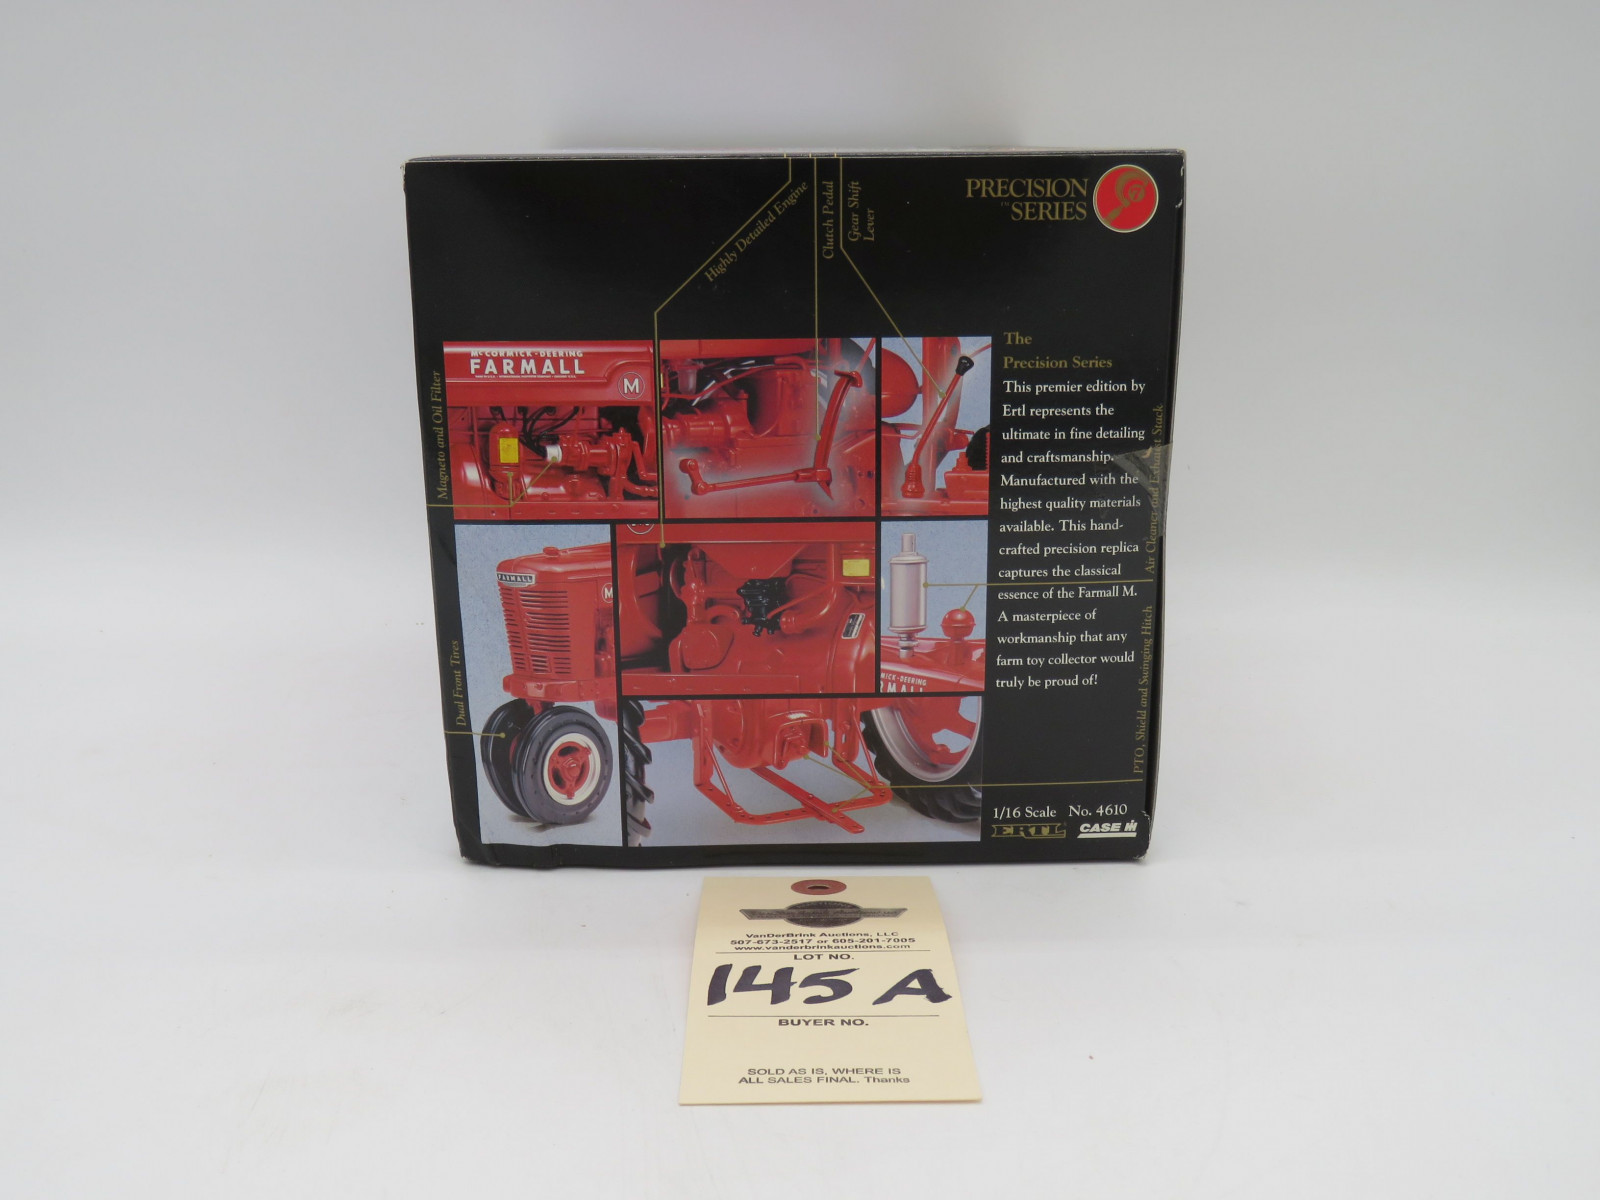 PRECISION
™SERIES
Highly Detailed Engine
Clutch Pedal
Gear Shift
Lever
Magneto and Oil Filter
McCORMICK-DEERING
FARMALL
M
The
Precision Series
This premier edition by
Ertl represents the
ultimate in fine detailing
and craftsmanship.
Manufactured with the
highest quality materials
available. This hand-
crafted precision replica
captures the classical
essence of the Farmall M.
A masterpiece of
workmanship that any
farm toy collector would
truly be proud of!
Air Cleaner and Exhaust Stack
FARMALL
M
MICK-DEERING
RMALL
Dual Front Tires
PTO, Shield and Swinging Hitch
1/16 Scale No. 4610
ERTL CASE IH
VanDerBrink Auctions, LLC
507-673-2517 or 605-201-7005
www.vanderbrinkauctions.com
LOT NO.
145 A
BUYER NO.
SOLD AS IS, WHERE IS
ALL SALES FINAL. Thanks